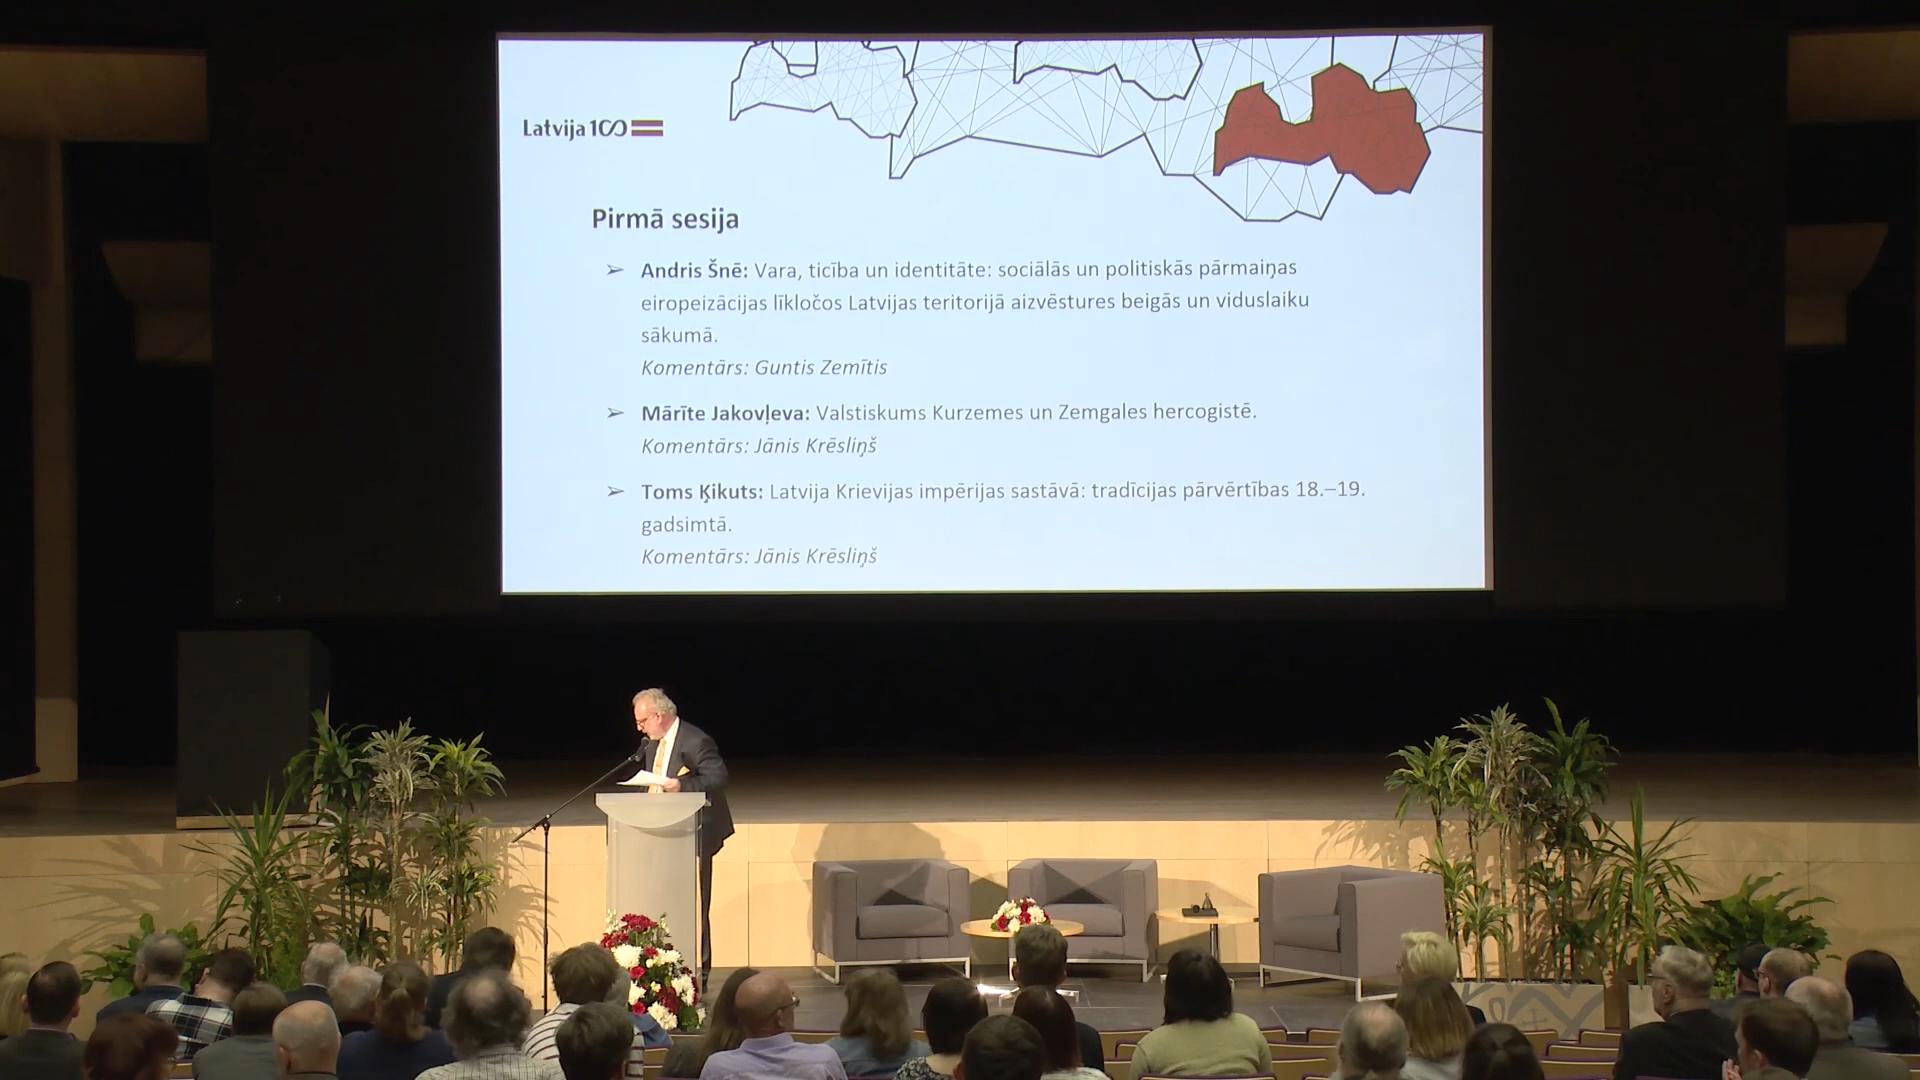 Latvija 100
Pirmā sesija
➢ Andris Šnē: Vara, ticība un identitāte: sociālās un politiskās pārmaiņas
eiropeizācijas līkločos Latvijas teritorijā aizvēstures beigās un viduslaiku
sākumā.
Komentārs: Guntis Zemītis
➢ Mārīte Jakovļeva: Valstiskums Kurzemes un Zemgales hercogistē.
Komentārs: Jānis Krēsliņš
➢ Toms Ķikuts: Latvija Krievijas impērijas sastāvā: tradīcijas pārvērtības 18.–19.
gadsimtā.
Komentārs: Jānis Krēsliņš